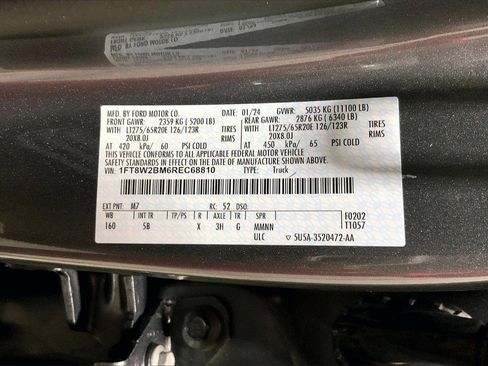 MFD. BY FORD MOTOR CO. 01/24 GVWR: 5035 KG (11100 LB)
FRONT GAWR: 2359 KG (5200 LB) REAR GAWR: 2876 KG (6340 LB)
WITH LT275/65R20E 126/123R TIRES WITH LT275/65R20E 126/123R TIRES
20X8.0J RIMS 20X8.0J RIMS
AT 420 kPa/ 60 PSI COLD AT 450 kPa/ 65 PSI COLD
THIS VEHICLE CONFORMS TO ALL APPLICABLE FEDERAL MOTOR VEHICLE
SAFETY STANDARDS IN EFFECT ON THE DATE OF MANUFACTURE SHOWN ABOVE.
VIN: 1FT8W2BM6REC68810 TYPE: Truck
EXT PNT: M7 RC: 52 DSO:
WB INT TR TP/PS R AXLE TR SPR F0202
160 5B X 3H G MMNN T1057
ULC 5U5A-3520472-AA